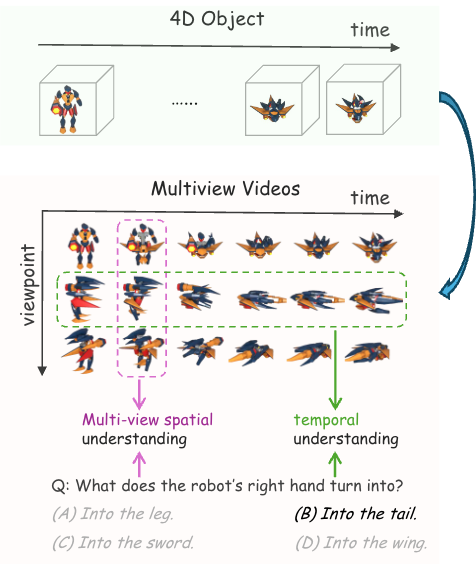 4D Object
time
......
Multiview Videos
time
viewpoint
Multi-view spatial understanding
temporal understanding
Q: What does the robot's right hand turn into?
(A) Into the leg. (B) Into the tail.
(C) Into the sword. (D) Into the wing.